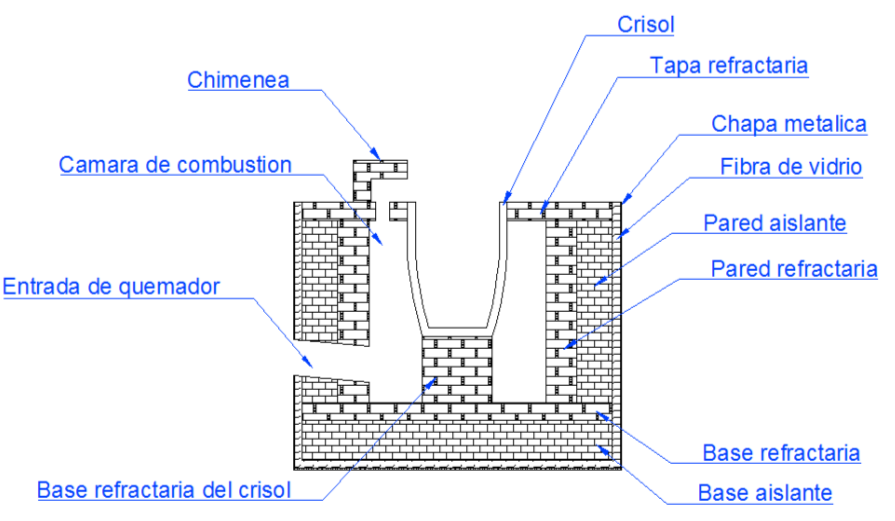 Crisol
Tapa refractaria
Chimenea
Chapa metalica
Camara de combustion
Fibra de vidrio
Pared aislante
Pared refractaria
Entrada de quemador
Base refractaria
Base refractaria del crisol
Base aislante